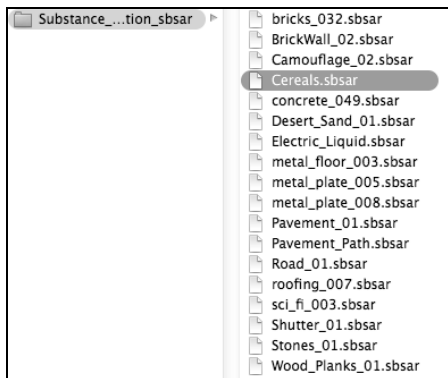 Substance_...tion_sbsar
bricks_032.sbsar
BrickWall_02.sbsar
Camouflage_02.sbsar
Cereals.sbsar
concrete_049.sbsar
Desert_Sand_01.sbsar
Electric_Liquid.sbsar
metal_floor_003.sbsar
metal_plate_005.sbsar
metal_plate_008.sbsar
Pavement_01.sbsar
Pavement_Path.sbsar
Road_01.sbsar
roofing_007.sbsar
sci_fi_003.sbsar
Shutter_01.sbsar
Stones_01.sbsar
Wood_Planks_01.sbsar